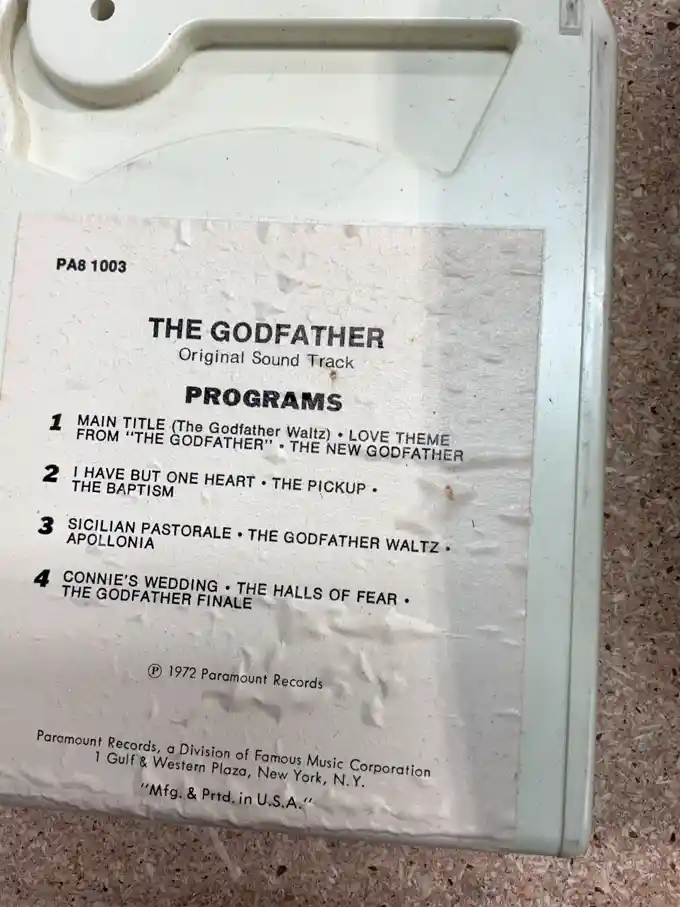 PA8 1003
THE GODFATHER
Original Sound Track
PROGRAMS
1 MAIN TITLE (The Godfather Waltz) • LOVE THEME
FROM "THE GODFATHER" • THE NEW GODFATHER
2 I HAVE BUT ONE HEART • THE PICKUP •
THE BAPTISM
3 SICILIAN PASTORALE • THE GODFATHER WALTZ •
APOLLONIA
4 CONNIE'S WEDDING • THE HALLS OF FEAR •
THE GODFATHER FINALE
Ⓟ 1972 Paramount Records
Paramount Records, a Division of Famous Music Corporation
1 Gulf & Western Plaza, New York, N.Y.
"Mfg. & Prtd. in U.S.A."